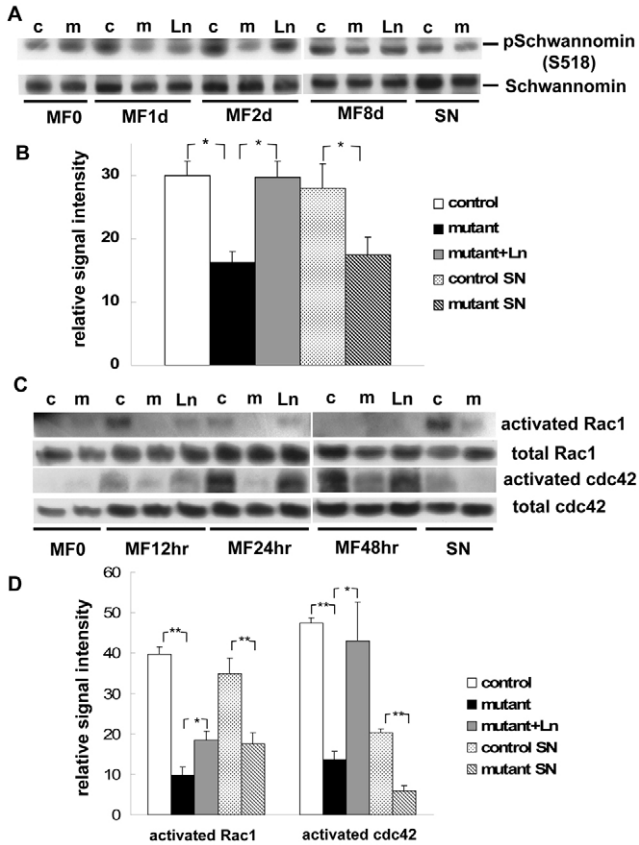 A
c m c m Ln c m Ln c m Ln c m
pSchwannomin
(S518)
Schwannomin
MF0 MF1d MF2d MF8d SN
B
relative signal intensity
30
20
10
0
* * *
control
mutant
mutant+Ln
control SN
mutant SN
C
c m c m Ln c m Ln c m Ln c m
activated Rac1
total Rac1
activated cdc42
total cdc42
MF0 MF12hr MF24hr MF48hr SN
D
relative signal intensity
60
50
40
30
20
10
0
** * ** ** * **
activated Rac1 activated cdc42
control
mutant
mutant+Ln
control SN
mutant SN